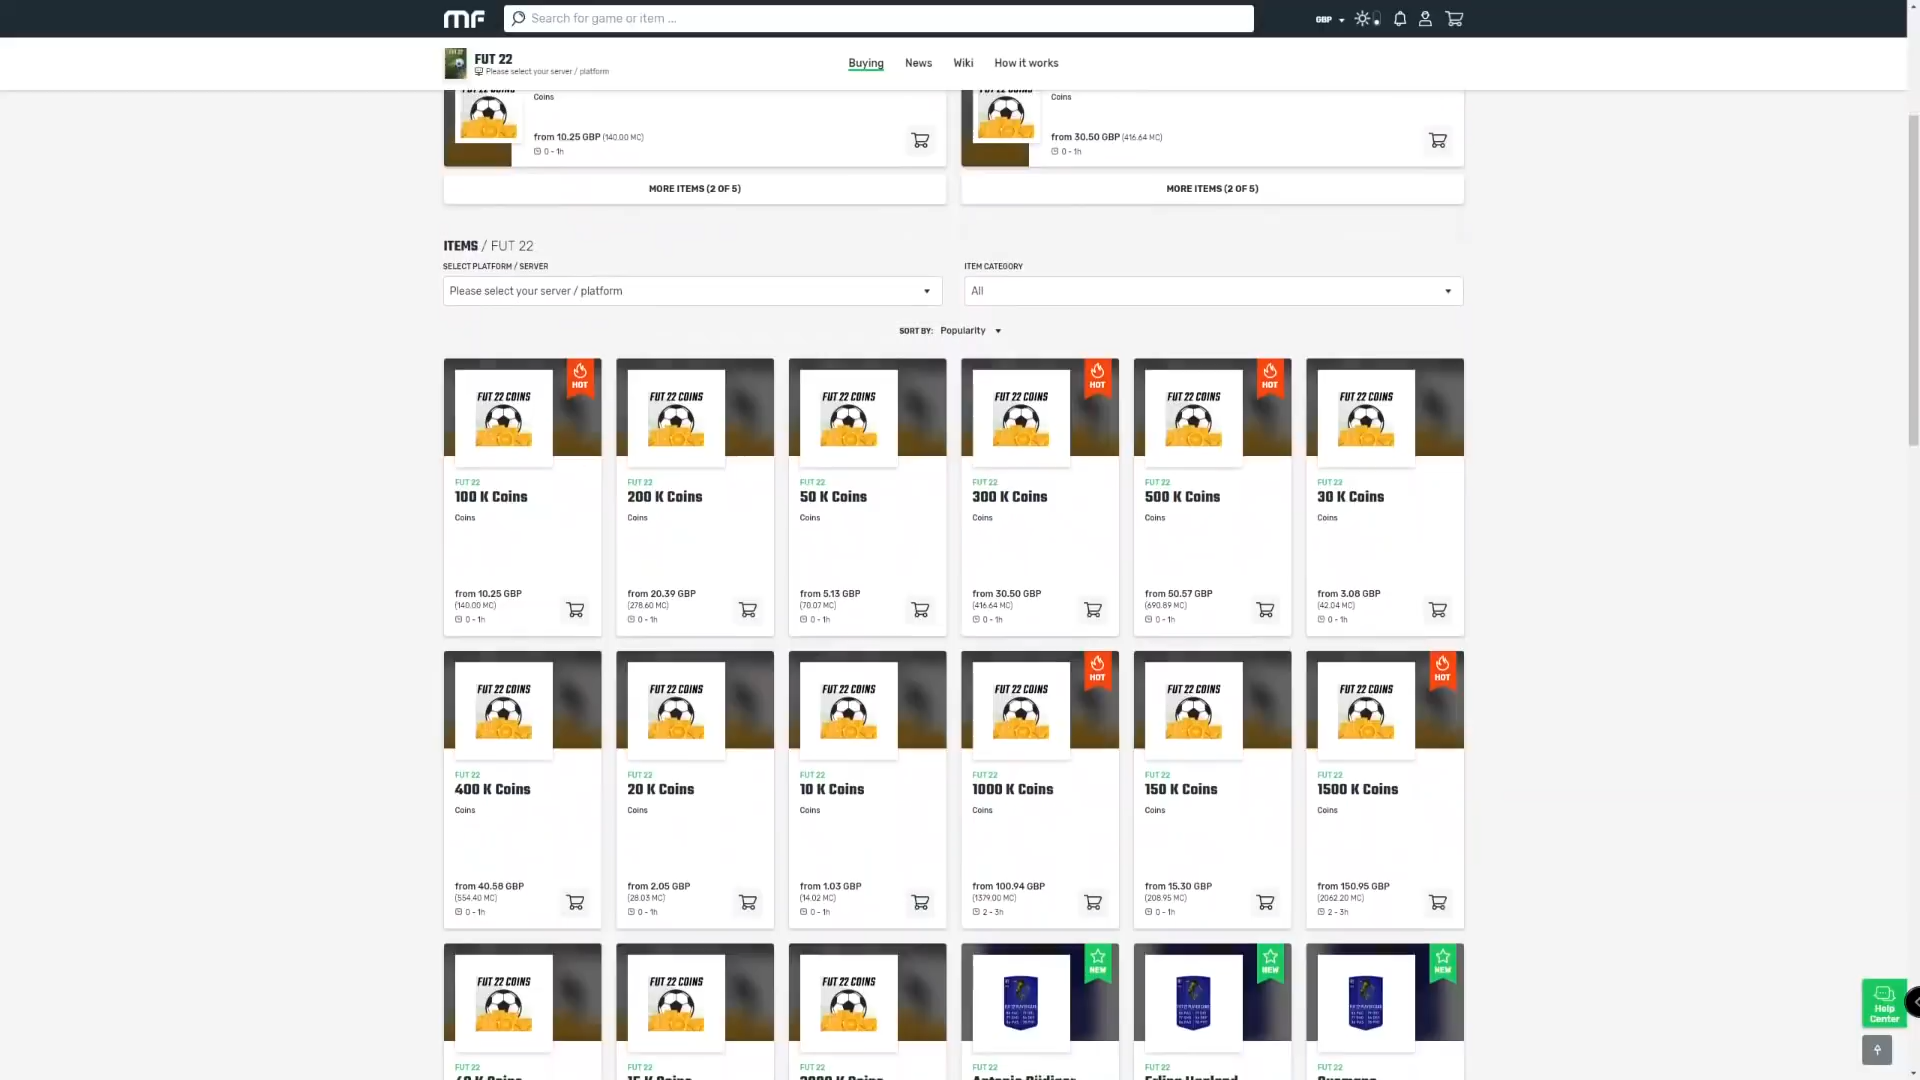 MF
Search for game or item ...
GBP
FUT 22
Please select your server / platform
Buying
News
Wiki
How it works
Coins
from 10.25 GBP (140.00 MC)
0 - 1h
Coins
from 30.50 GBP (416.64 MC)
0 - 1h
MORE ITEMS (2 OF 5)
MORE ITEMS (2 OF 5)
ITEMS / FUT 22
SELECT PLATFORM / SERVER
ITEM CATEGORY
Please select your server / platform
All
SORT BY: Popularity
HOT
FUT 22 COINS
FUT 22
100 K Coins
Coins
from 10.25 GBP
(140.00 MC)
0 - 1h
FUT 22 COINS
FUT 22
200 K Coins
Coins
from 20.39 GBP
(278.60 MC)
0 - 1h
FUT 22 COINS
FUT 22
50 K Coins
Coins
from 5.13 GBP
(70.07 MC)
0 - 1h
HOT
FUT 22 COINS
FUT 22
300 K Coins
Coins
from 30.50 GBP
(416.64 MC)
0 - 1h
HOT
FUT 22 COINS
FUT 22
500 K Coins
Coins
from 50.57 GBP
(690.89 MC)
0 - 1h
FUT 22 COINS
FUT 22
30 K Coins
Coins
from 3.08 GBP
(42.04 MC)
0 - 1h
FUT 22 COINS
FUT 22
400 K Coins
Coins
from 40.58 GBP
(554.40 MC)
0 - 1h
FUT 22 COINS
FUT 22
20 K Coins
Coins
from 2.05 GBP
(28.03 MC)
0 - 1h
FUT 22 COINS
FUT 22
10 K Coins
Coins
from 1.03 GBP
(14.02 MC)
0 - 1h
HOT
FUT 22 COINS
FUT 22
1000 K Coins
Coins
from 100.94 GBP
(1379.00 MC)
2 - 3h
FUT 22 COINS
FUT 22
150 K Coins
Coins
from 15.30 GBP
(208.95 MC)
0 - 1h
HOT
FUT 22 COINS
FUT 22
1500 K Coins
Coins
from 150.95 GBP
(2062.20 MC)
2 - 3h
FUT 22 COINS
FUT 22
FUT 22 COINS
FUT 22
FUT 22 COINS
FUT 22
NEW
FUT 22
NEW
FUT 22
NEW
FUT 22
Help
Center